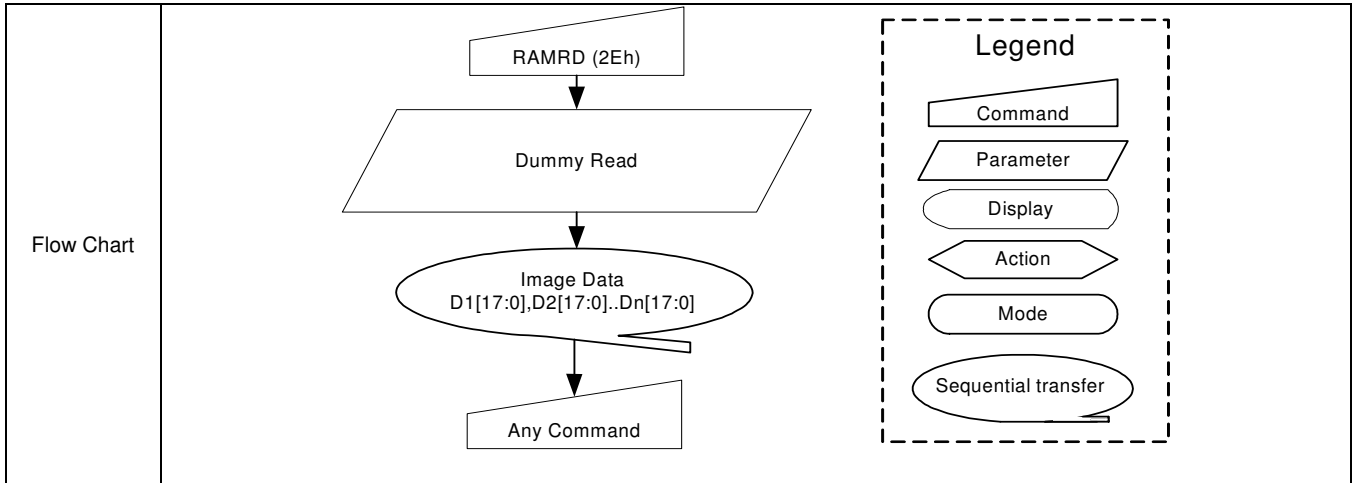 Flow Chart
RAMRD (2Eh)
Dummy Read
Image Data
D1[17:0],D2[17:0]..Dn[17:0]
Any Command
Legend
Command
Parameter
Display
Action
Mode
Sequential transfer